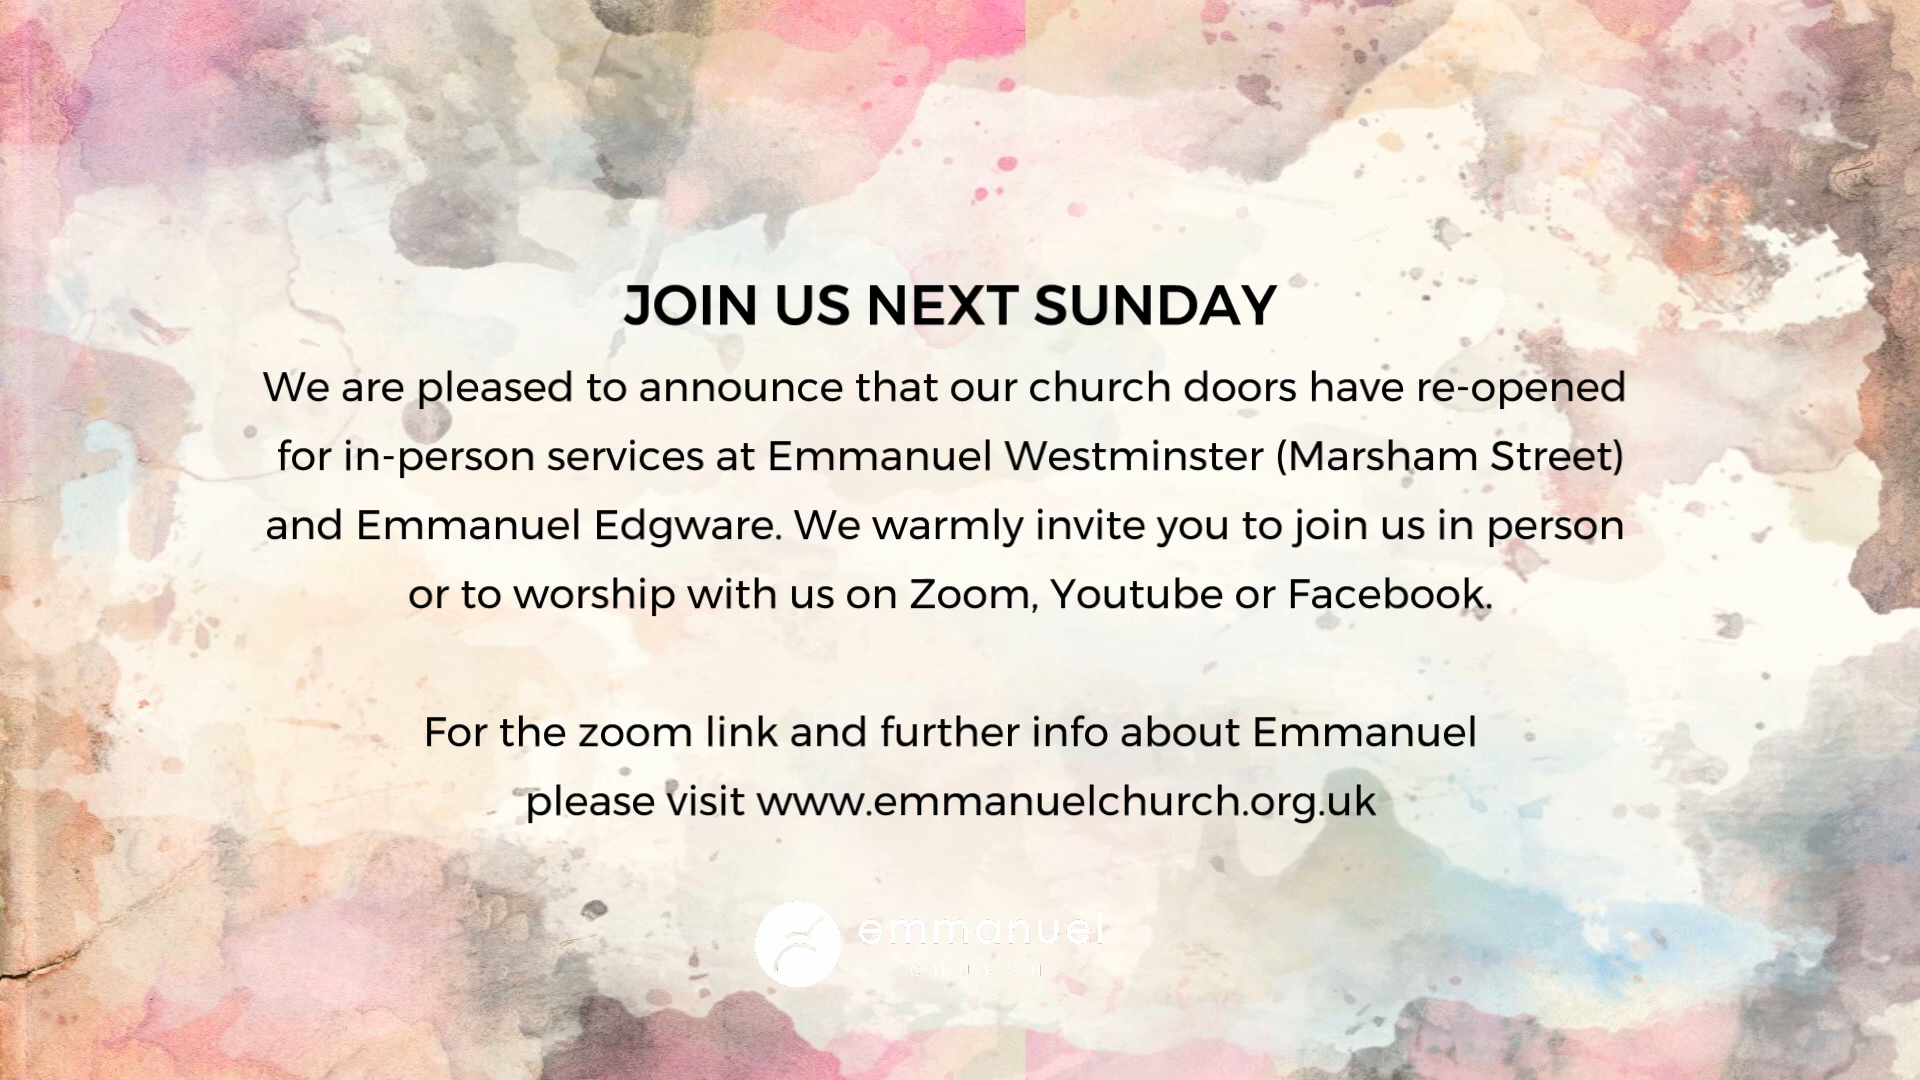 JOIN US NEXT SUNDAY
We are pleased to announce that our church doors have re-opened
for in-person services at Emmanuel Westminster (Marsham Street)
and Emmanuel Edgware. We warmly invite you to join us in person
or to worship with us on Zoom, Youtube or Facebook.
For the zoom link and further info about Emmanuel
please visit www.emmanuelchurch.org.uk
emmanuel
CHURCH